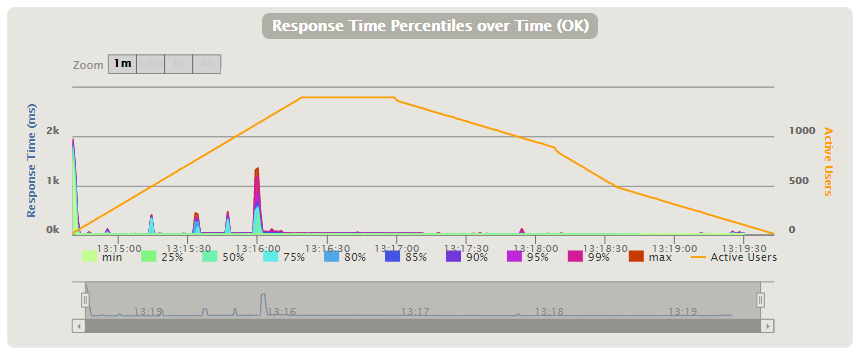 Response Time Percentiles over Time (OK)
Zoom 1m 10m 1h All
Response Time (ms)
2k
1k
0k
1000
500
0
Active Users
13:15:00 13:15:30 13:16:00 13:16:30 13:17:00 13:17:30 13:18:00 13:18:30 13:19:00 13:19:30
min 25% 50% 75% 80% 85% 90% 95% 99% max Active Users
13:15 13:16 13:17 13:18 13:19